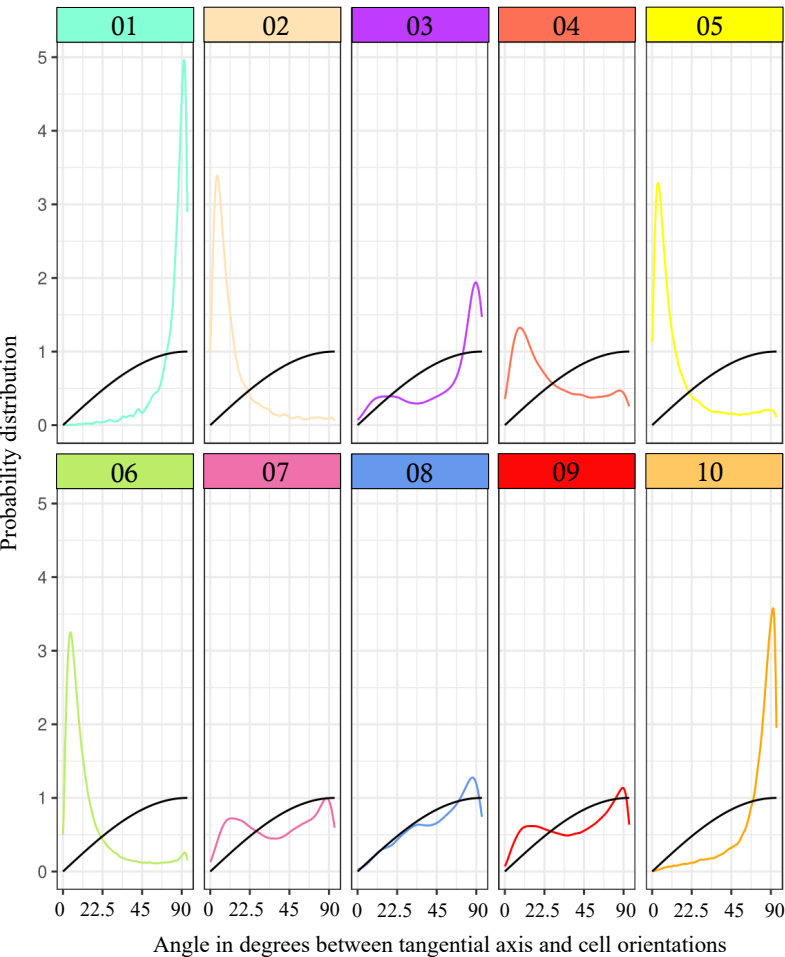 01 02 03 04 05
5
4
3
2
1
0
Probability distribution
06 07 08 09 10
5
4
3
2
1
0
0 22.5 45 90 0 22.5 45 90 0 22.5 45 90 0 22.5 45 90 0 22.5 45 90
Angle in degrees between tangential axis and cell orientations